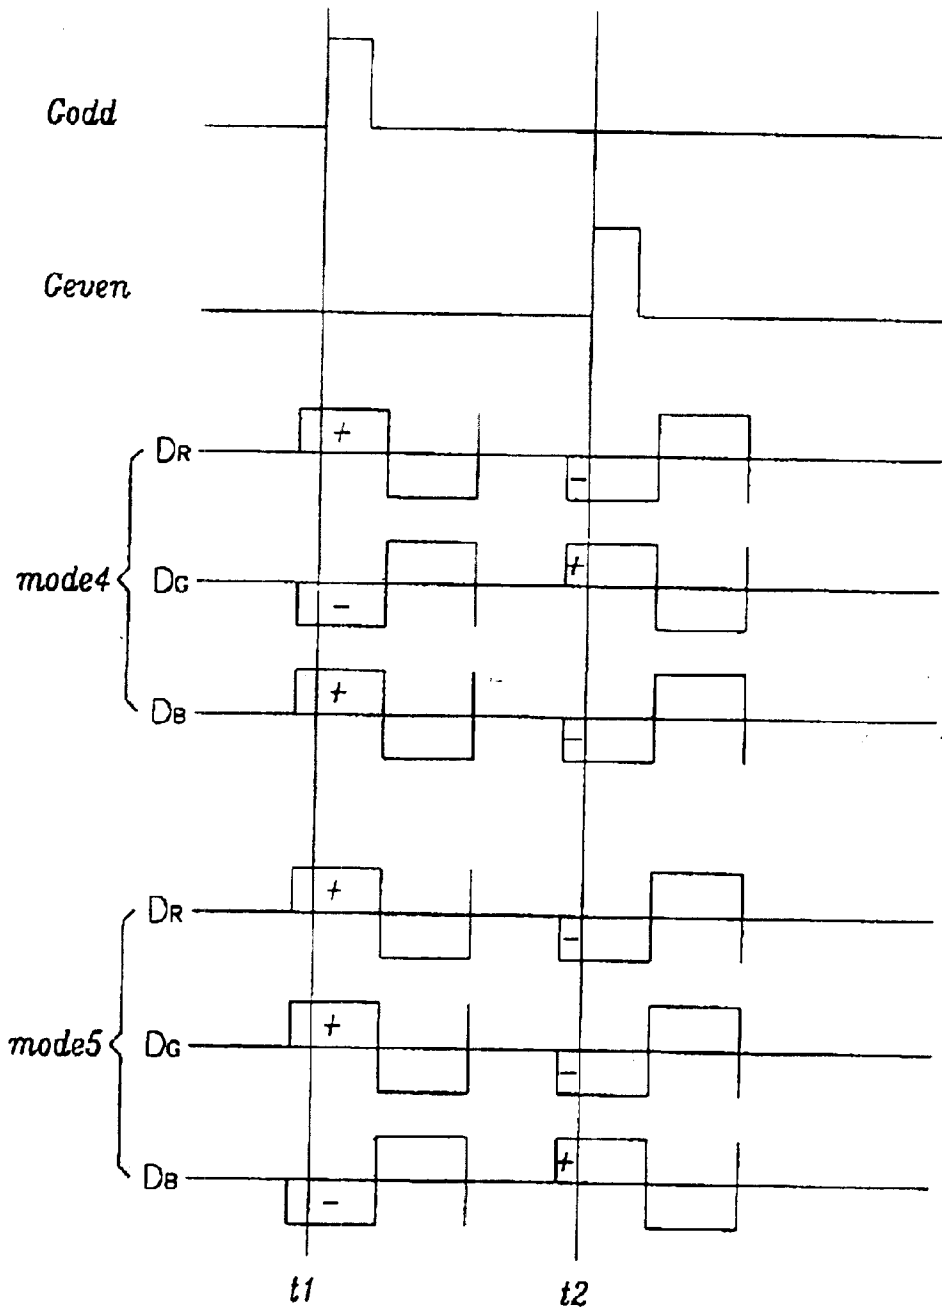 Godd
Geven
DR
+
-
mode4
DG
-
+
DB
+
-
DR
+
-
mode5
DG
+
-
DB
-
+
t1
t2